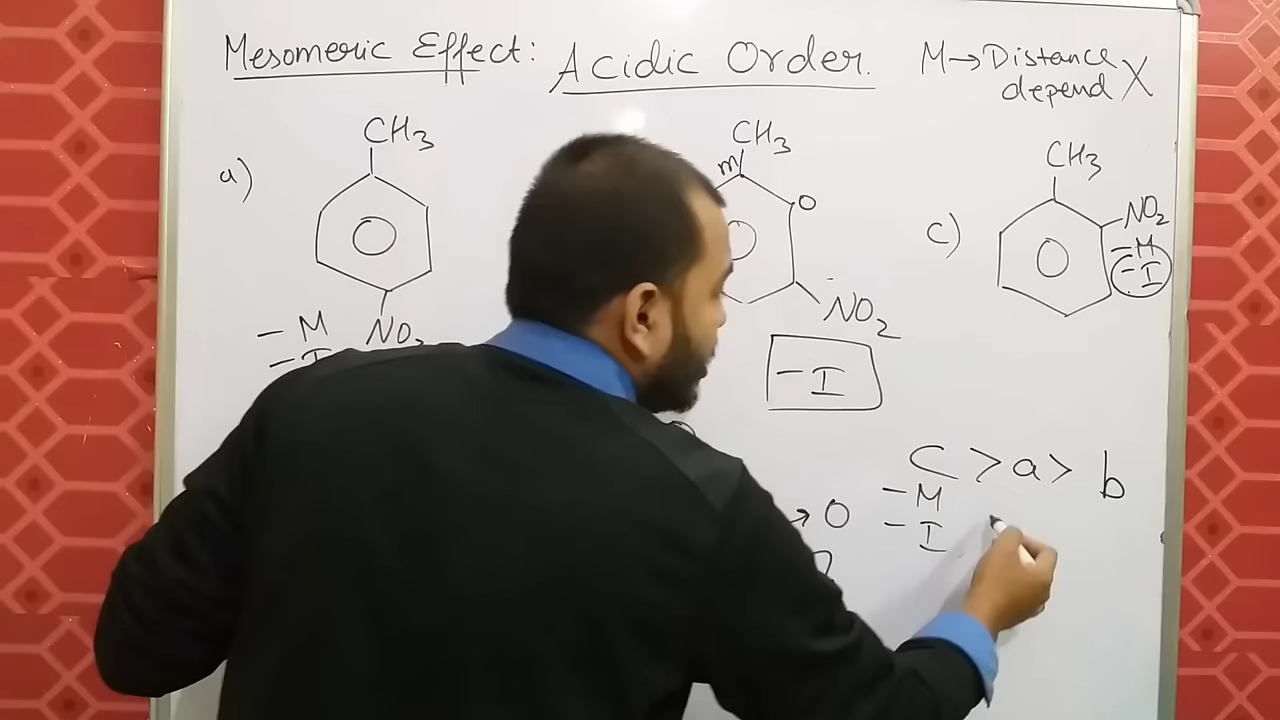 Mesomeric Effect: Acidic Order.
M→Distance
depend X
a)
CH3
- M
- I
NO2
CH3
m
O
NO2
- I
c)
CH3
NO2
- M
- I
C > a > b
- M
- I
→ O